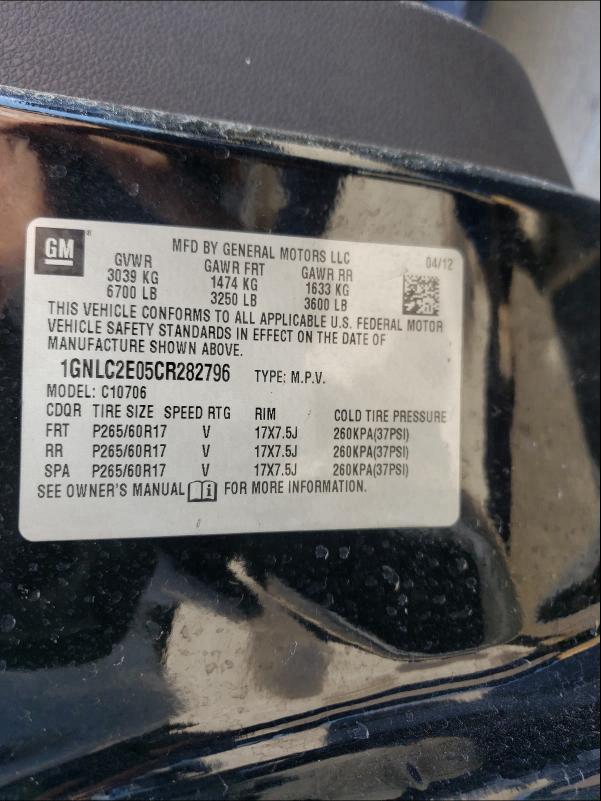 GM®
MFD BY GENERAL MOTORS LLC
04/12
GVWR GAWR FRT GAWR RR
3039 KG 1474 KG 1633 KG
6700 LB 3250 LB 3600 LB
THIS VEHICLE CONFORMS TO ALL APPLICABLE U.S. FEDERAL MOTOR
VEHICLE SAFETY STANDARDS IN EFFECT ON THE DATE OF
MANUFACTURE SHOWN ABOVE.
1GNLC2E05CR282796 TYPE: M.P.V.
MODEL: C10706
CDQR TIRE SIZE SPEED RTG RIM COLD TIRE PRESSURE
FRT P265/60R17 V 17X7.5J 260KPA(37PSI)
RR P265/60R17 V 17X7.5J 260KPA(37PSI)
SPA P265/60R17 V 17X7.5J 260KPA(37PSI)
SEE OWNER'S MANUAL FOR MORE INFORMATION.